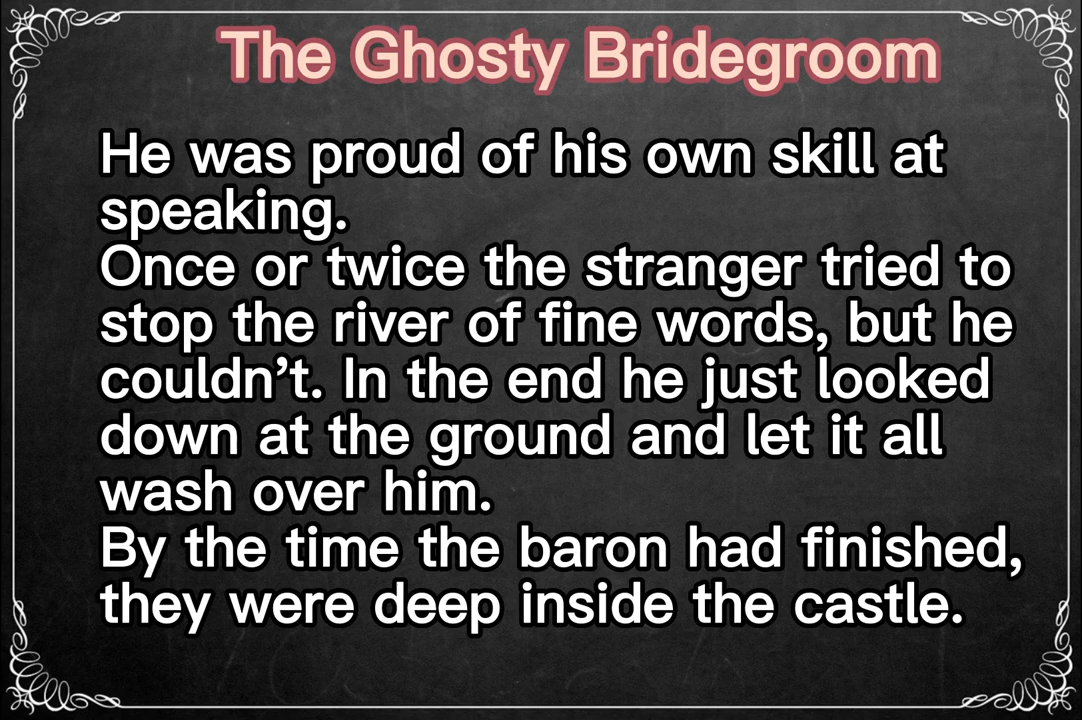 The Ghosty Bridegroom
He was proud of his own skill at
speaking.
Once or twice the stranger tried to
stop the river of fine words, but he
couldn’t. In the end he just looked
down at the ground and let it all
wash over him.
By the time the baron had finished,
they were deep inside the castle.